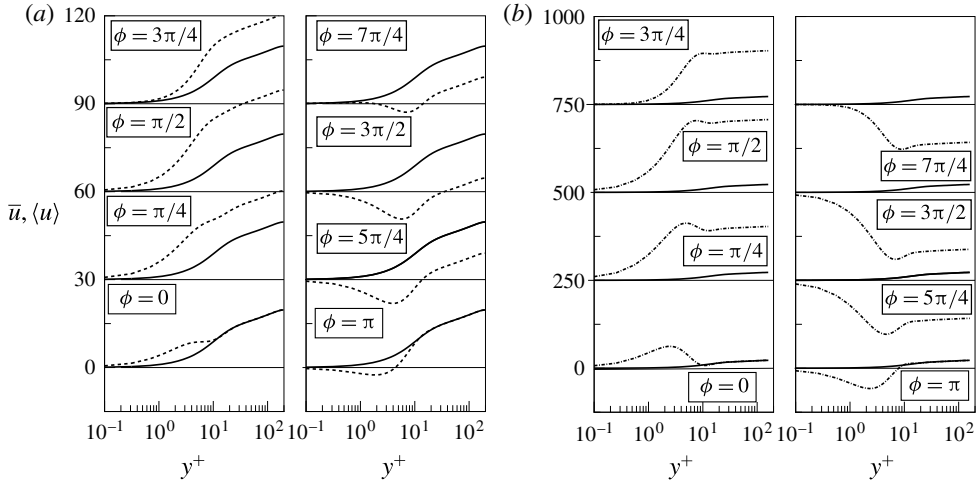 (a)
(b)
120
90
60
30
0
u̅, ⟨u⟩
ϕ = 3π/4
ϕ = π/2
ϕ = π/4
ϕ = 0
ϕ = 7π/4
ϕ = 3π/2
ϕ = 5π/4
ϕ = π
10⁻¹ 10⁰ 10¹ 10² 10⁻¹ 10⁰ 10¹ 10²
y⁺ y⁺
1000
750
500
250
0
ϕ = 3π/4
ϕ = π/2
ϕ = π/4
ϕ = 0
ϕ = 7π/4
ϕ = 3π/2
ϕ = 5π/4
ϕ = π
10⁻¹ 10⁰ 10¹ 10² 10⁻¹ 10⁰ 10¹ 10²
y⁺ y⁺